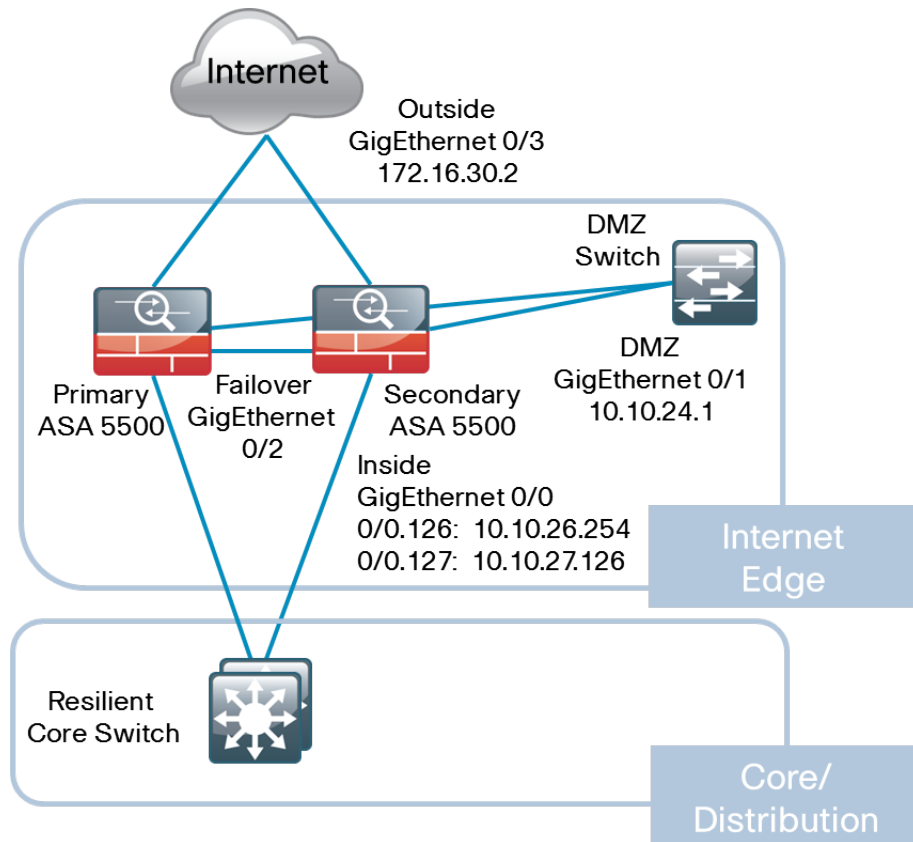 Internet
Outside
GigEthernet 0/3
172.16.30.2
DMZ
Switch
DMZ
GigEthernet 0/1
10.10.24.1
Primary
ASA 5500
Failover
GigEthernet
0/2
Secondary
ASA 5500
Inside
GigEthernet 0/0
0/0.126: 10.10.26.254
0/0.127: 10.10.27.126
Internet
Edge
Resilient
Core Switch
Core/
Distribution